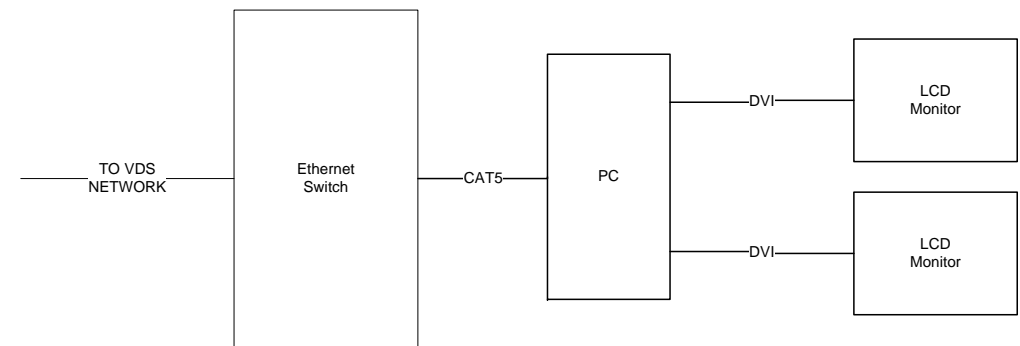 TO VDS
NETWORK
Ethernet
Switch
CAT5
PC
DVI
LCD
Monitor
DVI
LCD
Monitor